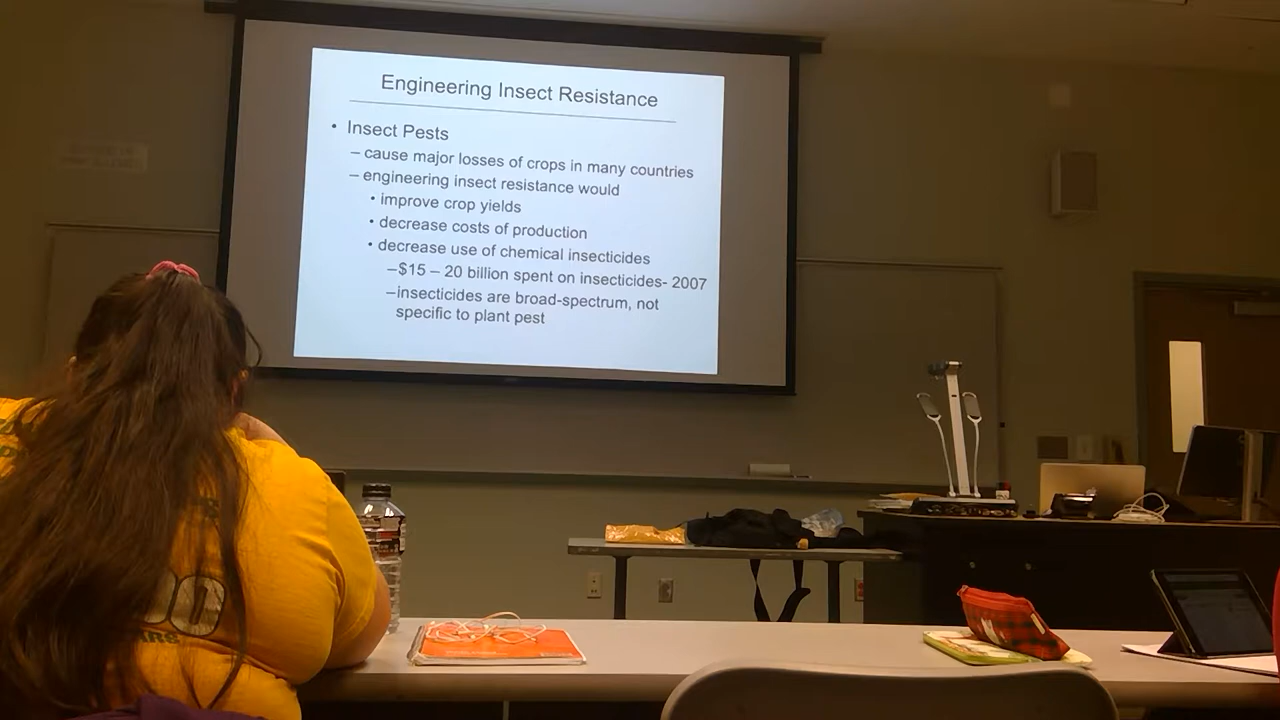 Engineering Insect Resistance
• Insect Pests
– cause major losses of crops in many countries
– engineering insect resistance would
• improve crop yields
• decrease costs of production
• decrease use of chemical insecticides
–$15 – 20 billion spent on insecticides- 2007
–insecticides are broad-spectrum, not
specific to plant pest